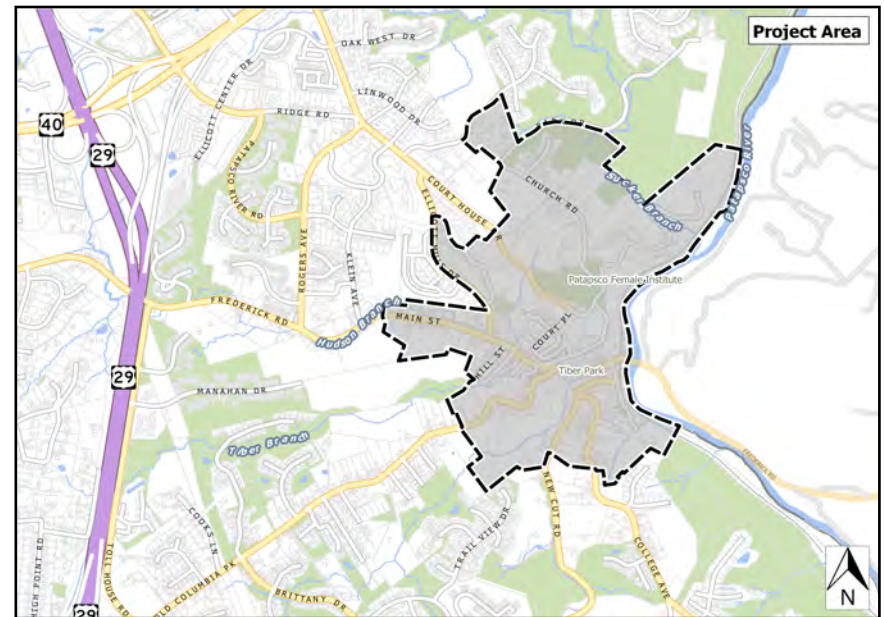 Project Area
OAK WEST DR
ELLICOTT CENTER DR
LINWOOD DR
40
RIDGE RD
29
PATAPSCO RIVER RD
COURT HOUSE DR
CHURCH RD
Sucker Branch
Patapsco River
ROGERS AVE
KLEIN AVE
Patapsco Female Institute
FREDERICK RD
Hudson Branch
MAIN ST
COURT PL
HILL ST
Tiber Park
29
MANAHAN DR
Tiber Branch
FREDERICK RD
NEW CUT RD
COOKS LN
TRAIL VIEW DR
COLLEGE AVE
HIGH POINT RD
TOLL HOUSE RD
OLD COLUMBIA PK
BRITTANY DR
29
N